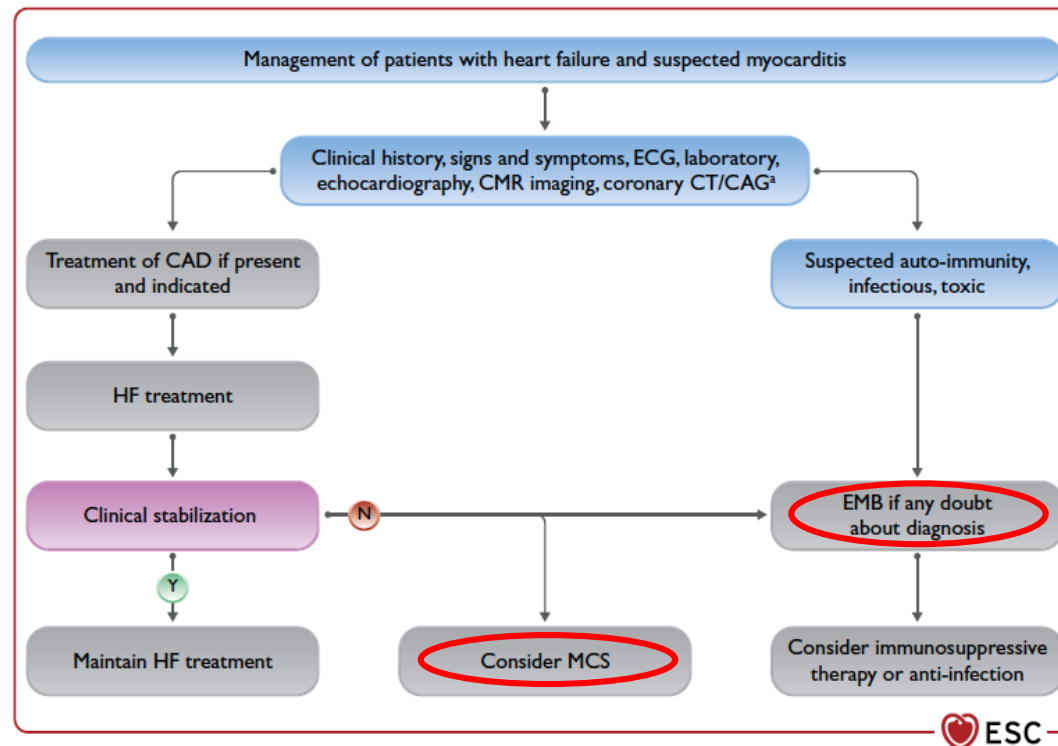 Management of patients with heart failure and suspected myocarditis
Clinical history, signs and symptoms, ECG, laboratory,
echocardiography, CMR imaging, coronary CT/CAGª
Treatment of CAD if present
and indicated
Suspected auto-immunity,
infectious, toxic
HF treatment
Clinical stabilization
N
EMB if any doubt
about diagnosis
Y
Maintain HF treatment
Consider MCS
Consider immunosuppressive
therapy or anti-infection
ESC